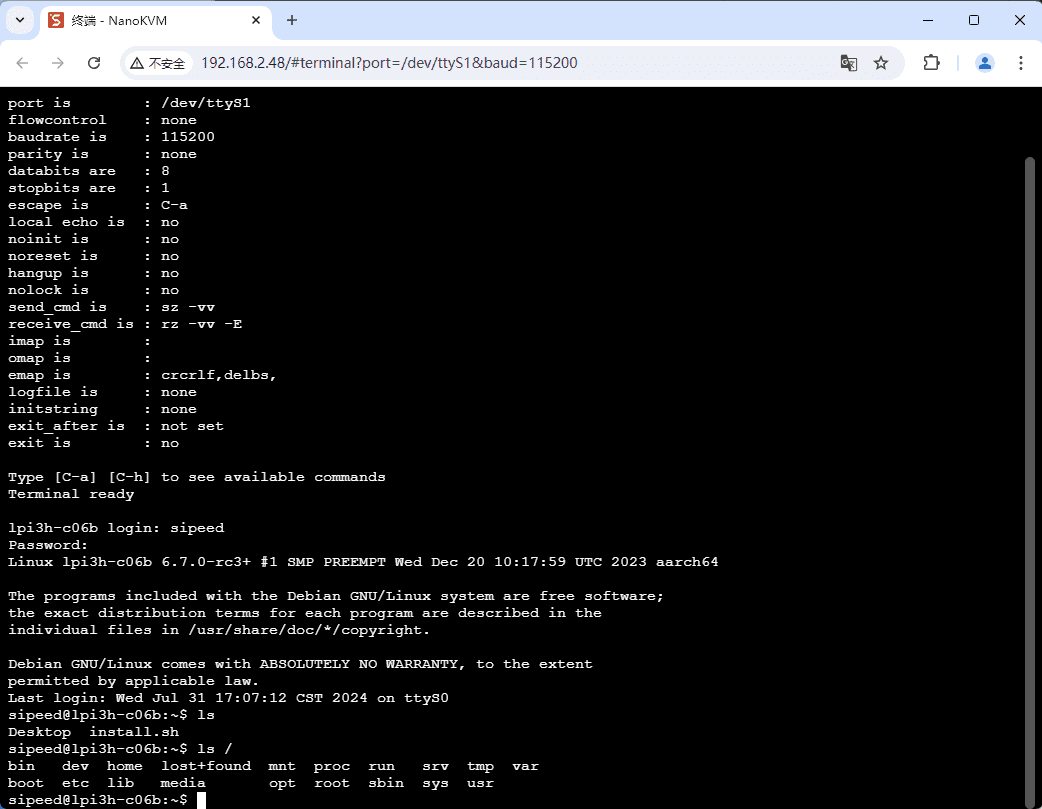 终端 - NanoKVM
不安全 192.168.2.48/#terminal?port=/dev/ttyS1&baud=115200
port is        : /dev/ttyS1
flowcontrol    : none
baudrate is    : 115200
parity is      : none
databits are   : 8
stopbits are   : 1
escape is      : C-a
local echo is  : no
noinit is      : no
noreset is     : no
hangup is      : no
nolock is      : no
send_cmd is    : sz -vv
receive_cmd is : rz -vv -E
imap is        :
omap is        :
emap is        : crcrlf,delbs,
logfile is     : none
initstring     : none
exit_after is  : not set
exit is        : no
Type [C-a] [C-h] to see available commands
Terminal ready
lpi3h-c06b login: sipeed
Password:
Linux lpi3h-c06b 6.7.0-rc3+ #1 SMP PREEMPT Wed Dec 20 10:17:59 UTC 2023 aarch64
The programs included with the Debian GNU/Linux system are free software;
the exact distribution terms for each program are described in the
individual files in /usr/share/doc/*/copyright.
Debian GNU/Linux comes with ABSOLUTELY NO WARRANTY, to the extent
permitted by applicable law.
Last login: Wed Jul 31 17:07:12 CST 2024 on ttyS0
sipeed@lpi3h-c06b:~$ ls
Desktop  install.sh
sipeed@lpi3h-c06b:~$ ls /
bin   dev  home  lost+found  mnt  proc  run   srv  tmp  var
boot  etc  lib   media       opt  root  sbin  sys  usr
sipeed@lpi3h-c06b:~$